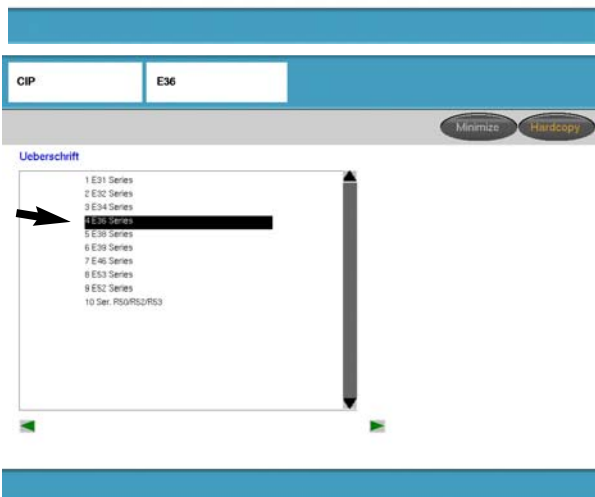 CIP E36
Minimize Hardcopy
Ueberschrift
1 E31 Series
2 E32 Series
3 E34 Series
4 E36 Series
5 E38 Series
6 E39 Series
7 E46 Series
8 E53 Series
9 E52 Series
10 Ser. R50/R52/R53